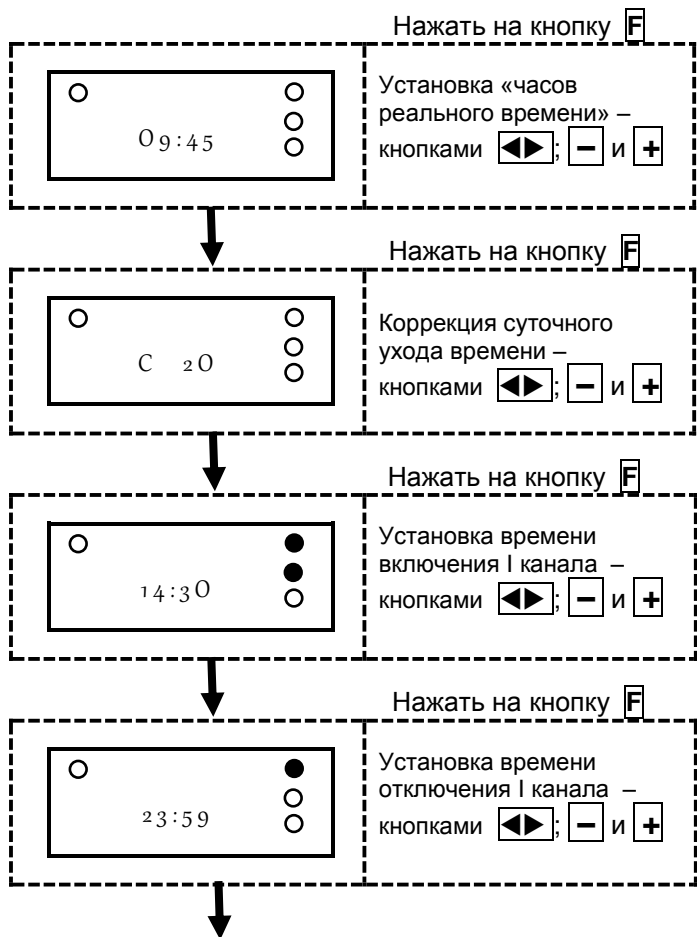 Нажать на кнопку F
09:45
Установка «часов
реального времени» –
кнопками ◄►; – и +
Нажать на кнопку F
С 20
Коррекция суточного
ухода времени –
кнопками ◄►; – и +
Нажать на кнопку F
14:30
Установка времени
включения I канала –
кнопками ◄►; – и +
Нажать на кнопку F
23:59
Установка времени
отключения I канала –
кнопками ◄►; – и +